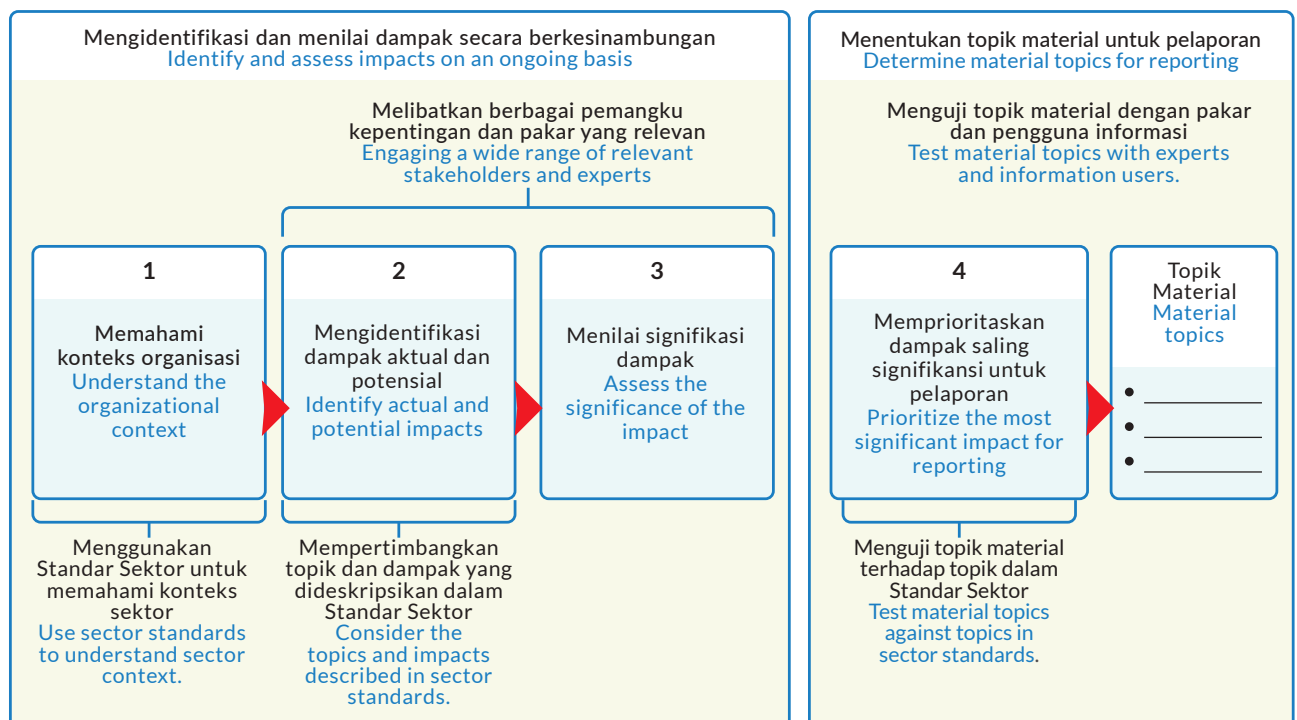 Mengidentifikasi dan menilai dampak secara berkesinambungan
Identify and assess impacts on an ongoing basis
Melibatkan berbagai pemangku
kepentingan dan pakar yang relevan
Engaging a wide range of relevant
stakeholders and experts
1
Memahami
konteks organisasi
Understand the
organizational
context
2
Mengidentifikasi
dampak aktual dan
potensial
Identify actual and
potential impacts
3
Menilai signifikasi
dampak
Assess the
significance of the
impact
Menggunakan
Standar Sektor untuk
memahami konteks
sektor
Use sector standards
to understand sector
context.
Mempertimbangkan
topik dan dampak yang
dideskripsikan dalam
Standar Sektor
Consider the
topics and impacts
described in sector
standards.
Menentukan topik material untuk pelaporan
Determine material topics for reporting
Menguji topik material dengan pakar
dan pengguna informasi
Test material topics with experts
and information users.
4
Memprioritaskan
dampak saling
signifikansi untuk
pelaporan
Prioritize the most
significant impact for
reporting
Topik
Material
Material
topics
Menguji topik material
terhadap topik dalam
Standar Sektor
Test material topics
against topics in
sector standards.